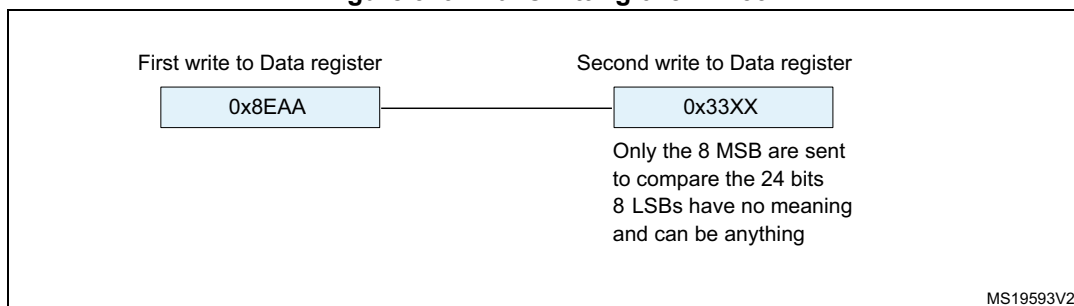 First write to Data register
Second write to Data register
0x8EAA
0x33XX
Only the 8 MSB are sent
to compare the 24 bits
8 LSBs have no meaning
and can be anything
MS19593V2